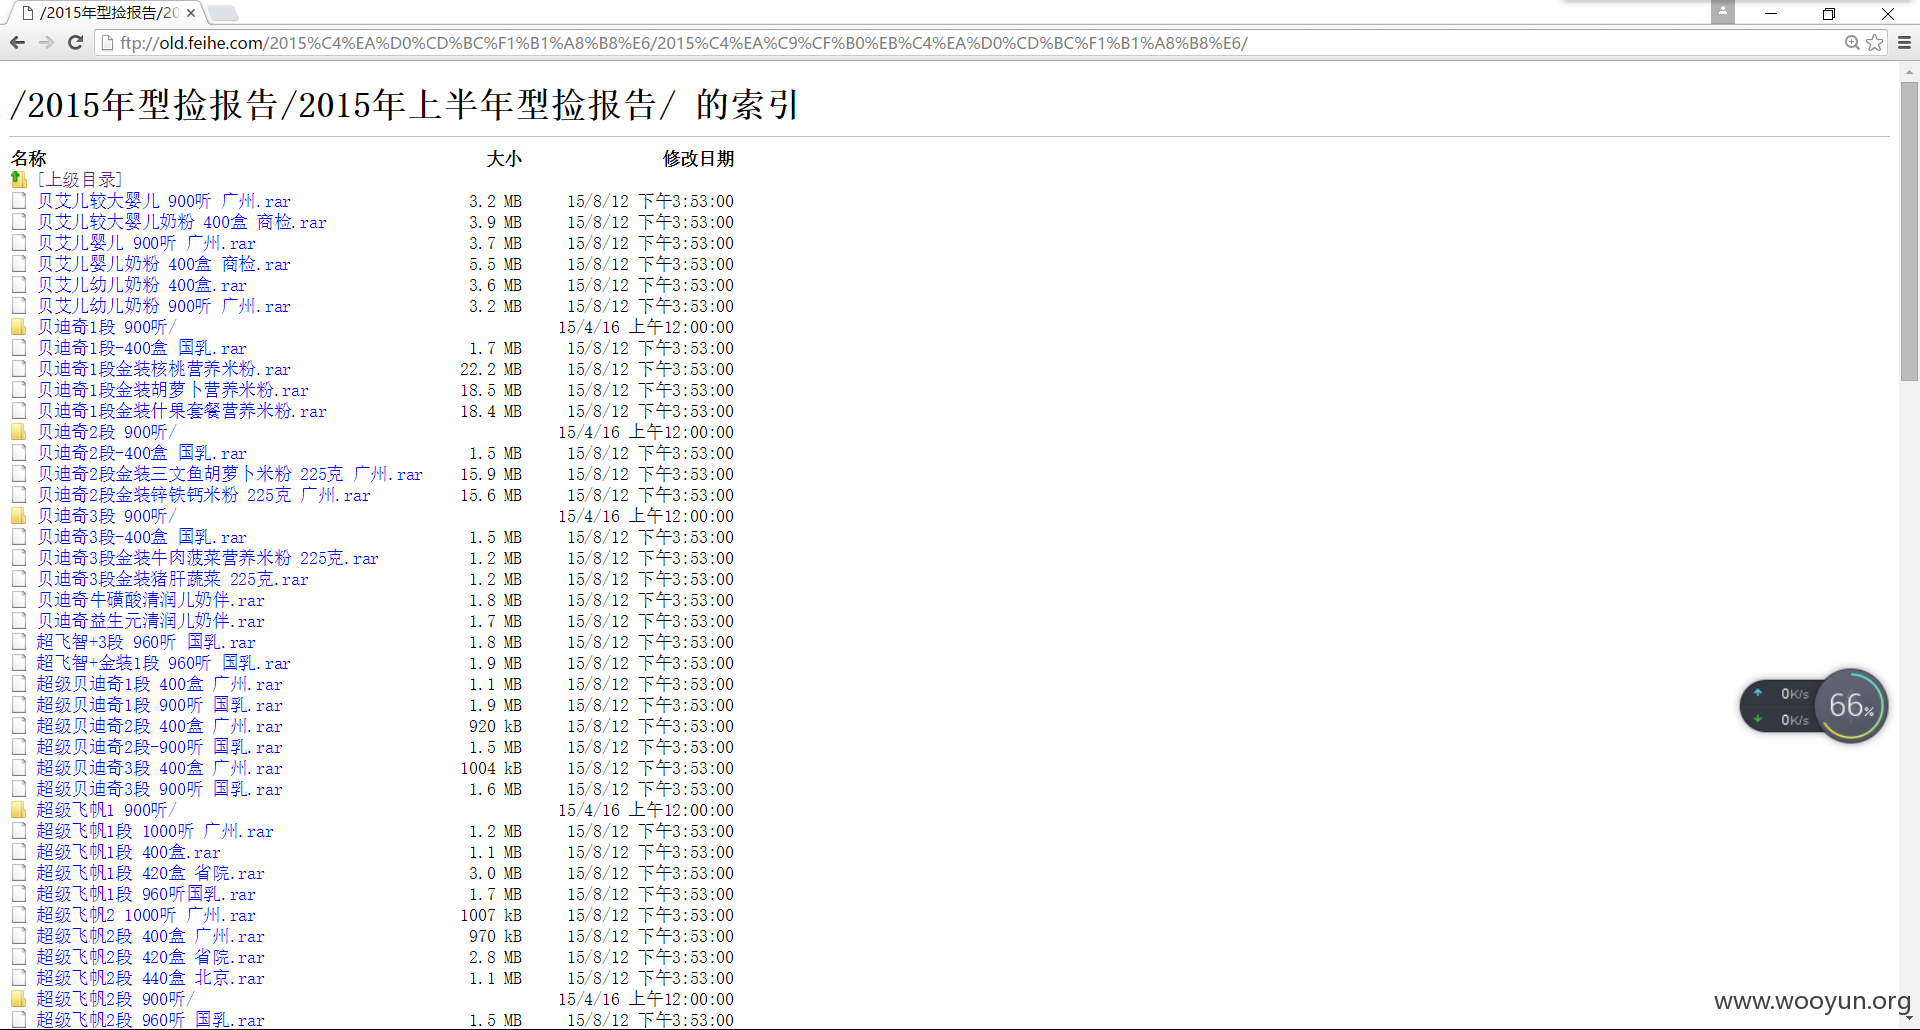 /2015年型捡报告/20
ftp://old.feihe.com/2015%C4%EA%D0%CD%BC%F1%B1%A8%B8%E6/2015%C4%EA%C9%CF%B0%EB%C4%EA%D0%CD%BC%F1%B1%A8%B8%E6/
/2015年型捡报告/2015年上半年型捡报告/ 的索引
名称 大小 修改日期
[上级目录]
贝艾儿较大婴儿 900听 广州.rar 3.2 MB 15/8/12 下午3:53:00
贝艾儿较大婴儿奶粉 400盒 商检.rar 3.9 MB 15/8/12 下午3:53:00
贝艾儿婴儿 900听 广州.rar 3.7 MB 15/8/12 下午3:53:00
贝艾儿婴儿奶粉 400盒 商检.rar 5.5 MB 15/8/12 下午3:53:00
贝艾儿幼儿奶粉 400盒.rar 3.6 MB 15/8/12 下午3:53:00
贝艾儿幼儿奶粉 900听 广州.rar 3.2 MB 15/8/12 下午3:53:00
贝迪奇1段 900听/ 15/4/16 上午12:00:00
贝迪奇1段-400盒 国乳.rar 1.7 MB 15/8/12 下午3:53:00
贝迪奇1段金装核桃营养米粉.rar 22.2 MB 15/8/12 下午3:53:00
贝迪奇1段金装胡萝卜营养米粉.rar 18.5 MB 15/8/12 下午3:53:00
贝迪奇1段金装什果套餐营养米粉.rar 18.4 MB 15/8/12 下午3:53:00
贝迪奇2段 900听/ 15/4/16 上午12:00:00
贝迪奇2段-400盒 国乳.rar 1.5 MB 15/8/12 下午3:53:00
贝迪奇2段金装三文鱼胡萝卜米粉 225克 广州.rar 15.9 MB 15/8/12 下午3:53:00
贝迪奇2段金装锌铁钙米粉 225克 广州.rar 15.6 MB 15/8/12 下午3:53:00
贝迪奇3段 900听/ 15/4/16 上午12:00:00
贝迪奇3段-400盒 国乳.rar 1.5 MB 15/8/12 下午3:53:00
贝迪奇3段金装牛肉菠菜营养米粉 225克.rar 1.2 MB 15/8/12 下午3:53:00
贝迪奇3段金装猪肝蔬菜 225克.rar 1.2 MB 15/8/12 下午3:53:00
贝迪奇牛磺酸清润儿奶伴.rar 1.8 MB 15/8/12 下午3:53:00
贝迪奇益生元清润儿奶伴.rar 1.7 MB 15/8/12 下午3:53:00
超飞智+3段 960听 国乳.rar 1.8 MB 15/8/12 下午3:53:00
超飞智+金装1段 960听 国乳.rar 1.9 MB 15/8/12 下午3:53:00
超级贝迪奇1段 400盒 广州.rar 1.1 MB 15/8/12 下午3:53:00
超级贝迪奇1段 900听 国乳.rar 1.9 MB 15/8/12 下午3:53:00
超级贝迪奇2段 400盒 广州.rar 920 kB 15/8/12 下午3:53:00
超级贝迪奇2段-900听 国乳.rar 1.5 MB 15/8/12 下午3:53:00
超级贝迪奇3段 400盒 广州.rar 1004 kB 15/8/12 下午3:53:00
超级贝迪奇3段 900听 国乳.rar 1.6 MB 15/8/12 下午3:53:00
超级飞帆1 900听/ 15/4/16 上午12:00:00
超级飞帆1段 1000听 广州.rar 1.2 MB 15/8/12 下午3:53:00
超级飞帆1段 400盒.rar 1.1 MB 15/8/12 下午3:53:00
超级飞帆1段 420盒 省院.rar 3.0 MB 15/8/12 下午3:53:00
超级飞帆1段 960听国乳.rar 1.7 MB 15/8/12 下午3:53:00
超级飞帆2 1000听 广州.rar 1007 kB 15/8/12 下午3:53:00
超级飞帆2段 400盒 广州.rar 970 kB 15/8/12 下午3:53:00
超级飞帆2段 420盒 省院.rar 2.8 MB 15/8/12 下午3:53:00
超级飞帆2段 440盒 北京.rar 1.1 MB 15/8/12 下午3:53:00
超级飞帆2段 900听/ 15/4/16 上午12:00:00
超级飞帆2段 960听 国乳.rar 1.5 MB 15/8/12 下午3:53:00
0K/s
0K/s
66%
www.wooyun.org